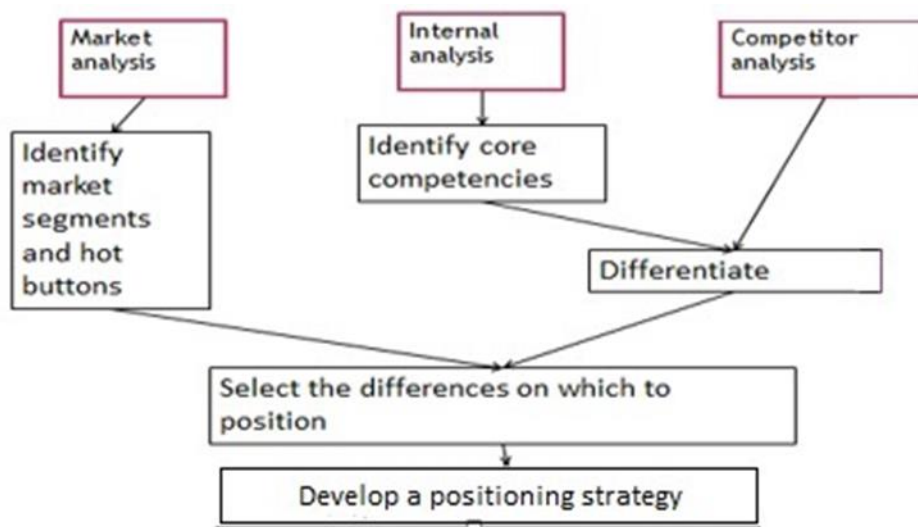 Market
analysis
Internal
analysis
Competitor
analysis
Identify
market
segments
and hot
buttons
Identify core
competencies
Differentiate
Select the differences on which to
position
Develop a positioning strategy